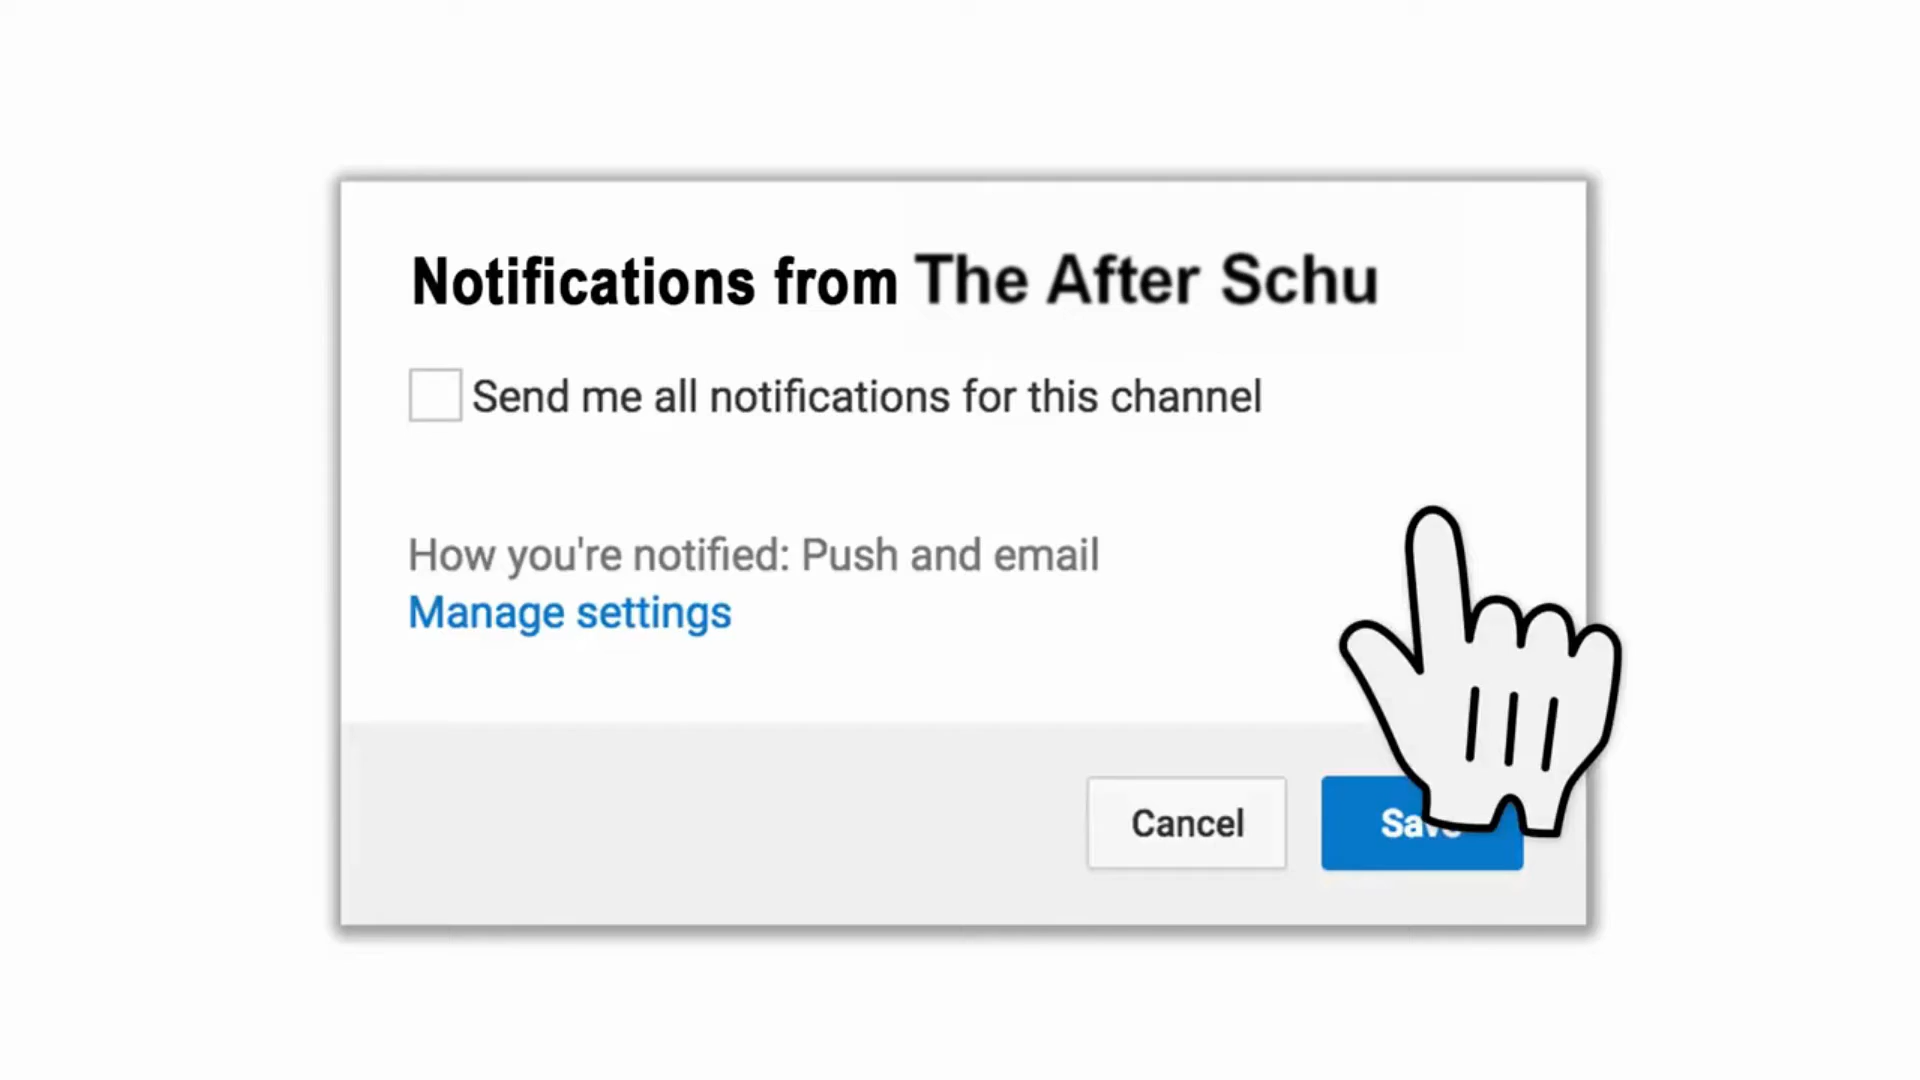 Notifications from The After Schu
Send me all notifications for this channel
How you're notified: Push and email
Manage settings
Cancel
Save